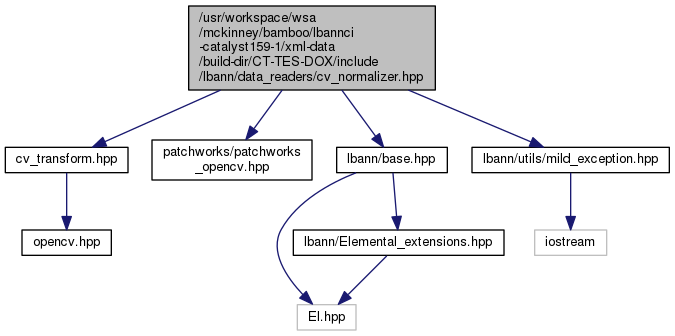 /usr/workspace/wsa
/mckinney/bamboo/lbannci
-catalyst159-1/xml-data
/build-dir/CT-TES-DOX/include
/lbann/data_readers/cv_normalizer.hpp
cv_transform.hpp
patchworks/patchworks
_opencv.hpp
lbann/base.hpp
lbann/utils/mild_exception.hpp
opencv.hpp
lbann/Elemental_extensions.hpp
iostream
El.hpp